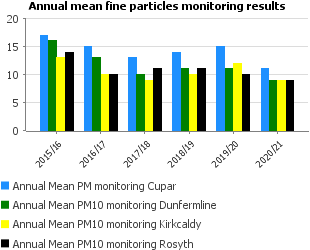 Annual mean fine particles monitoring results
20
15
10
5
0
2015/16
2016/17
2017/18
2018/19
2019/20
2020/21
Annual Mean PM monitoring Cupar
Annual Mean PM10 monitoring Dunfermline
Annual Mean PM10 monitoring Kirkcaldy
Annual Mean PM10 monitoring Rosyth